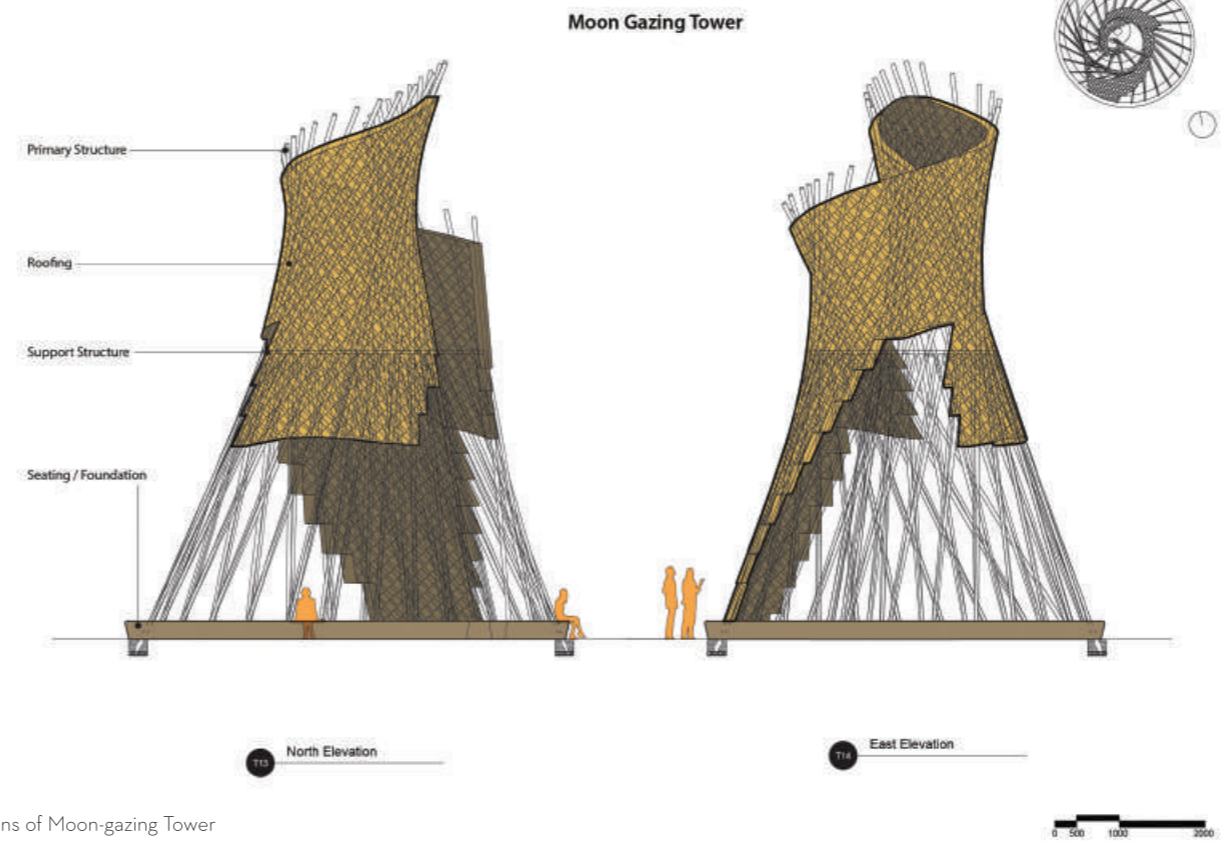 Moon Gazing Tower
Primary Structure
Roofing
Support Structure
Seating / Foundation
T13 North Elevation
T14 East Elevation
ns of Moon-gazing Tower
0 500 1000 2000